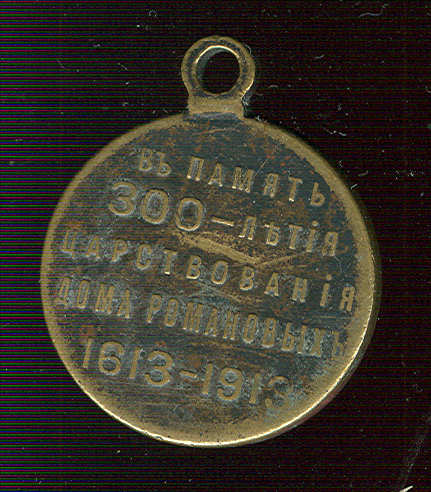 ВЪ ПАМЯТЬ
300-ЛѢТІЯ
ЦАРСТВОВАНІЯ
ДОМА РОМАНОВЫХЪ
1613-1913